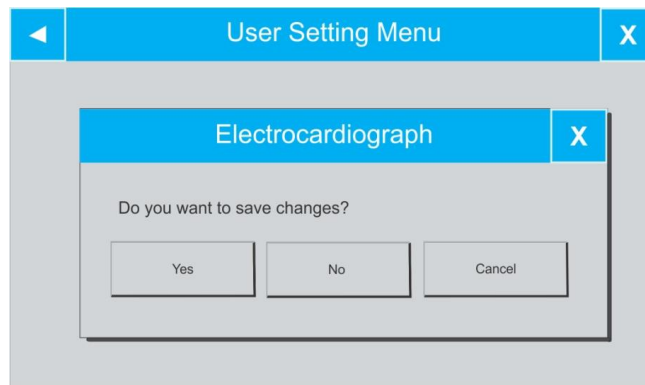 ◄ User Setting Menu X
Electrocardiograph X
Do you want to save changes?
Yes No Cancel